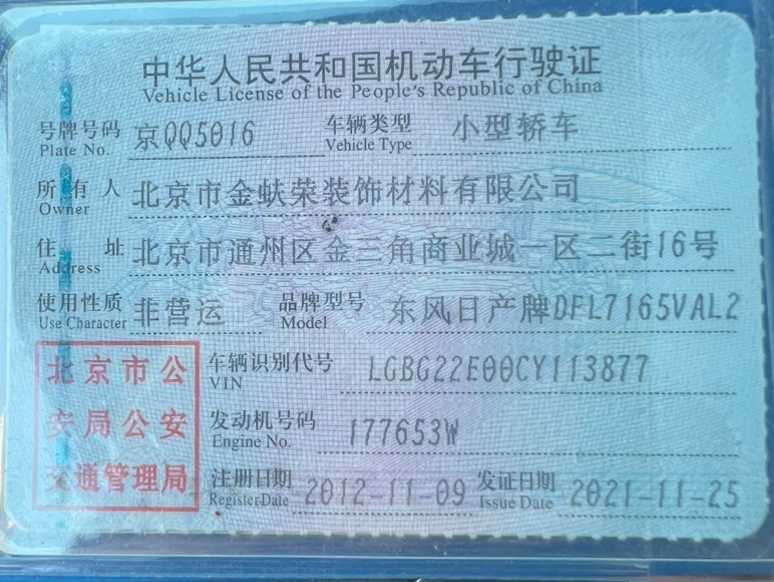 中华人民共和国机动车行驶证
Vehicle License of the People's Republic of China
号牌号码 京QQ5016 车辆类型 小型轿车
Plate No. Vehicle Type
所有人 北京市金蚨荣装饰材料有限公司
Owner
住址 北京市通州区金三角商业城一区二街16号
Address
使用性质 非营运 品牌型号 东风日产牌DFL7165VAL2
Use Character Model
车辆识别代号 LGBG22E00CY113877
VIN
发动机号码 177653W
Engine No.
注册日期 2012-11-09 发证日期 2021-11-25
Register Date Issue Date
北京市公
安局公安
交通管理局